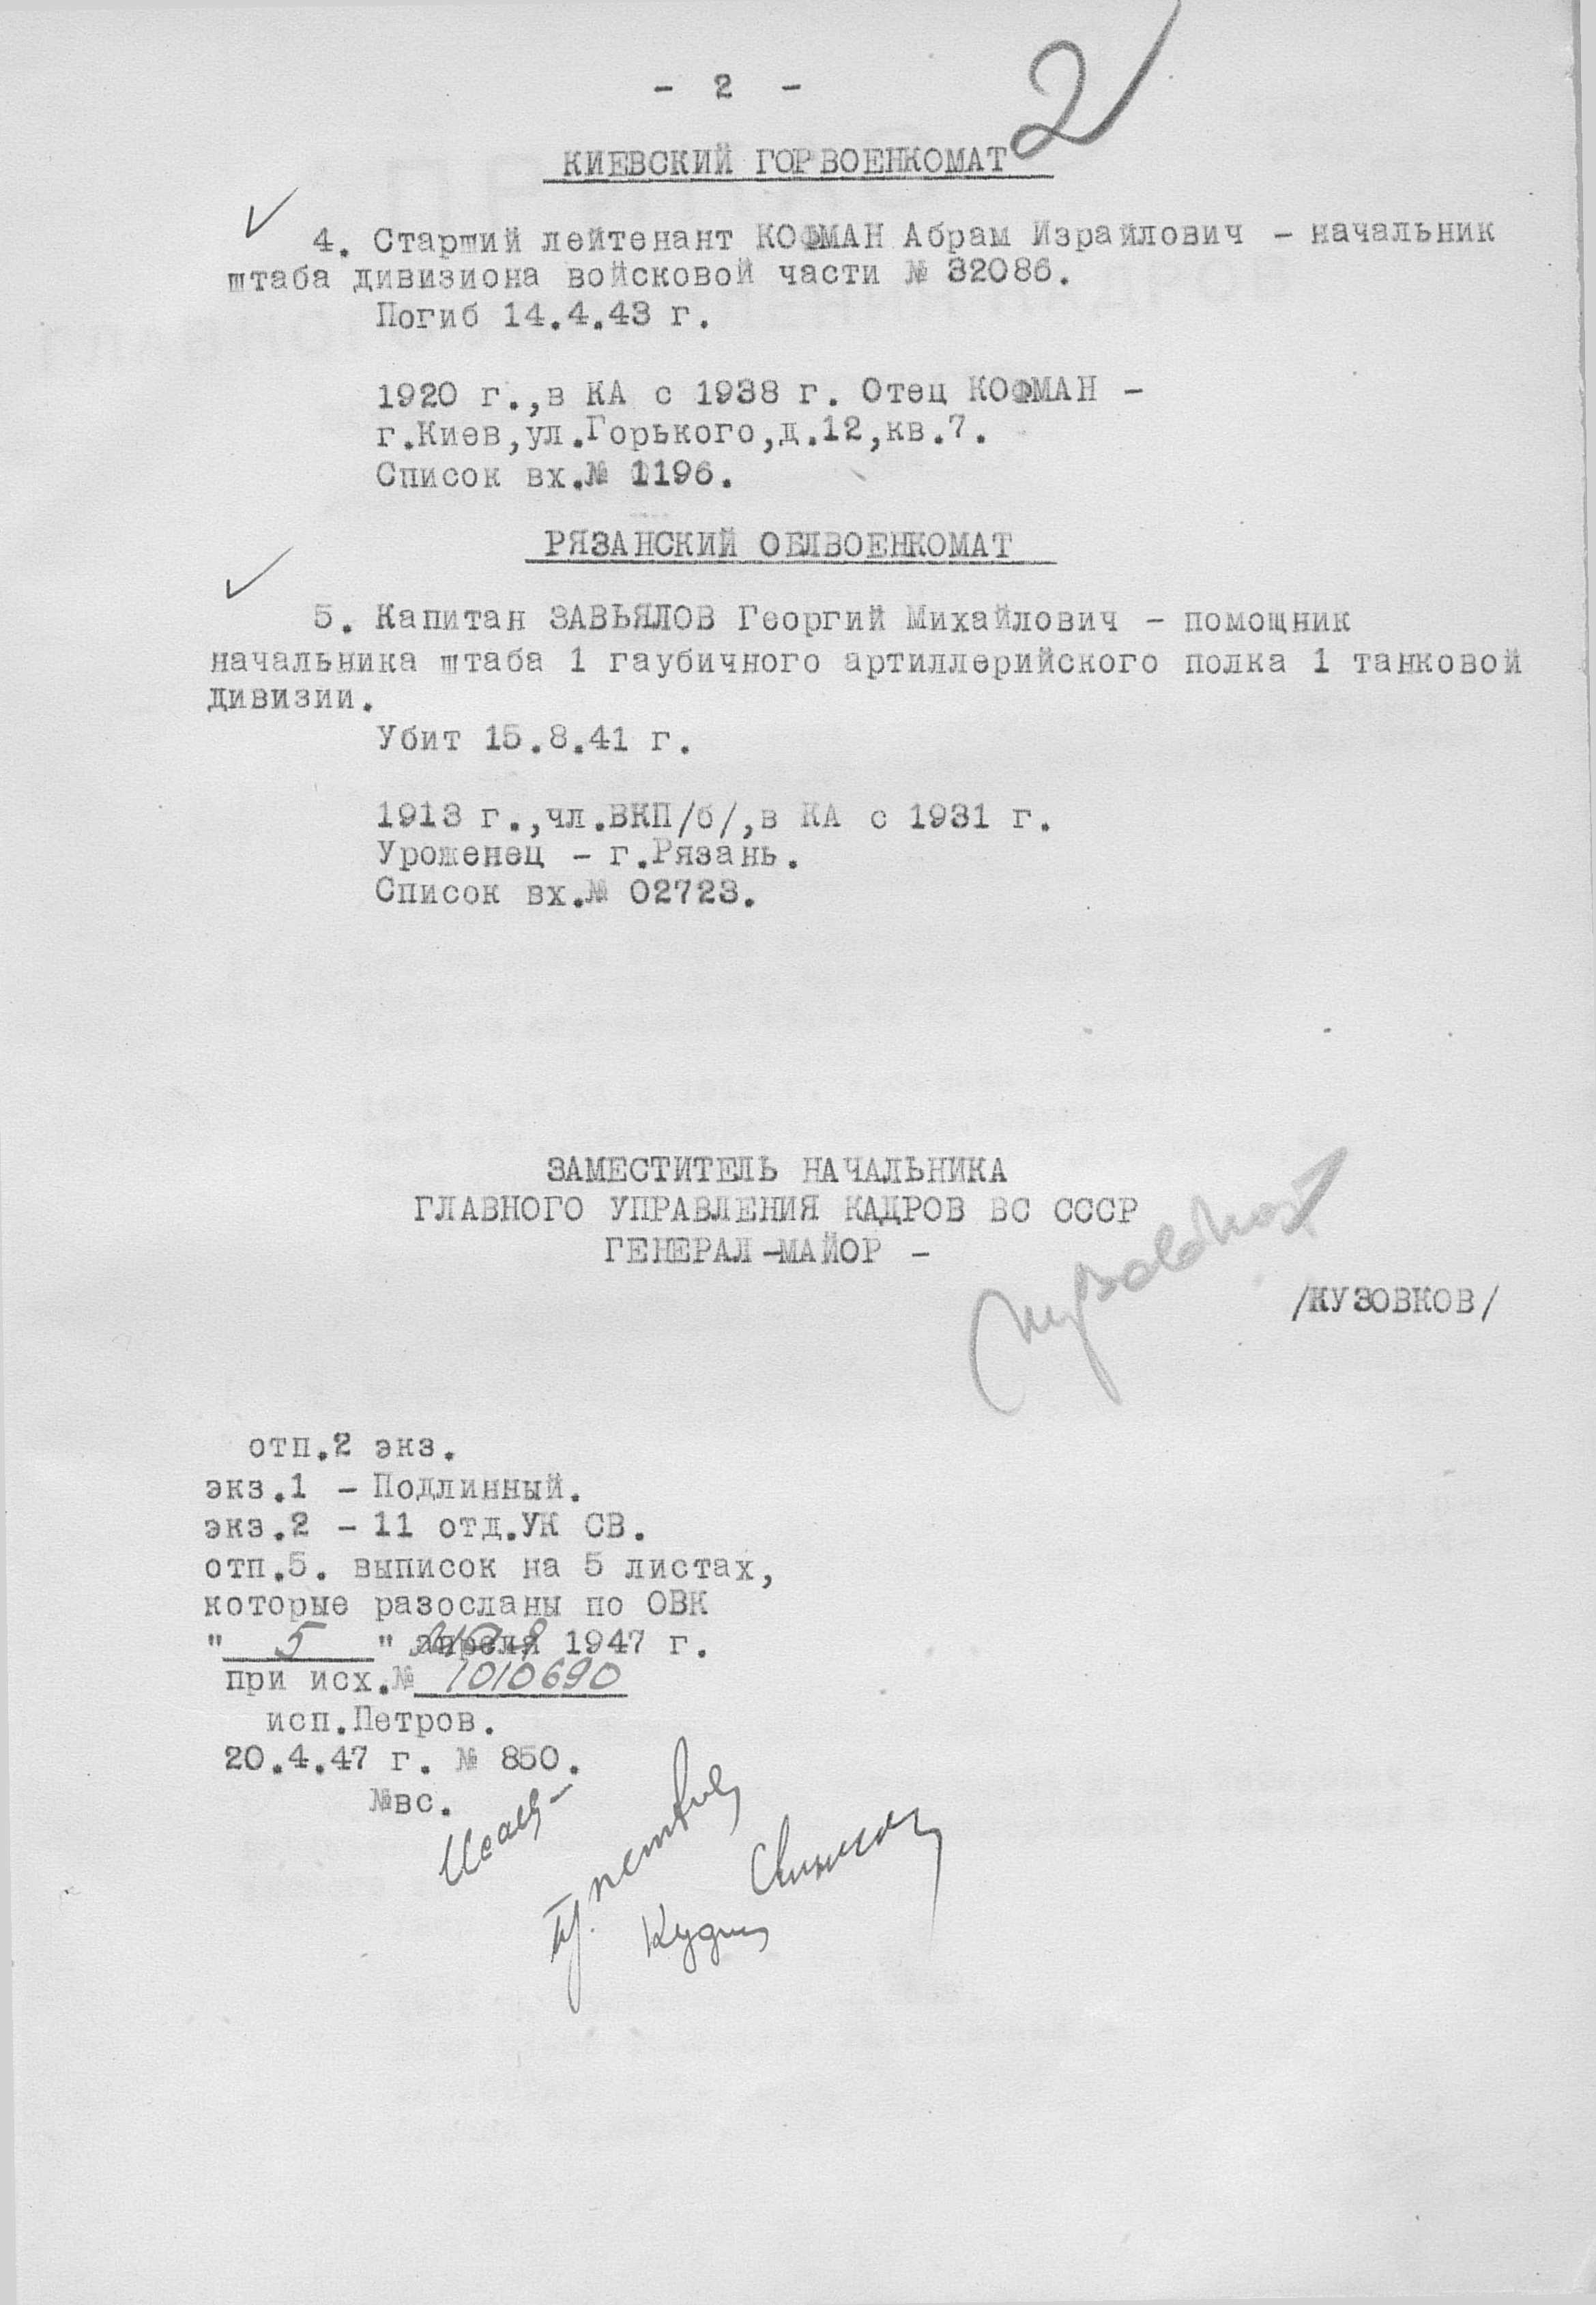 - 2 -
2
КИЕВСКИЙ ГОРВОЕНКОМАТ
4. Старший лейтенант КОФМАН Абрам Израйлович - начальник
штаба дивизиона войсковой части № 32086.
Погиб 14.4.43 г.
1920 г.,в КА с 1938 г. Отец КОФМАН -
г.Киев,ул.Горького,д.12,кв.7.
Список вх.№ 1196.
РЯЗАНСКИЙ ОБЛВОЕНКОМАТ
5. Капитан ЗАВЬЯЛОВ Георгий Михайлович - помощник
начальника штаба 1 гаубичного артиллерийского полка 1 танковой
дивизии.
Убит 15.8.41 г.
1913 г.,чл.ВКП/б/,в КА с 1931 г.
Уроженец - г.Рязань.
Список вх.№ 02723.
ЗАМЕСТИТЕЛЬ НАЧАЛЬНИКА
ГЛАВНОГО УПРАВЛЕНИЯ КАДРОВ ВС СССР
ГЕНЕРАЛ-МАЙОР -
/КУЗОВКОВ/
отп.2 экз.
экз.1 - Подлинный.
экз.2 - 11 отд.УК СВ.
отп.5. выписок на 5 листах,
которые разосланы по ОВК
" 5 " апреля 1947 г.
при исх.№ 1010690
исп.Петров.
20.4.47 г. № 850.
№вс.